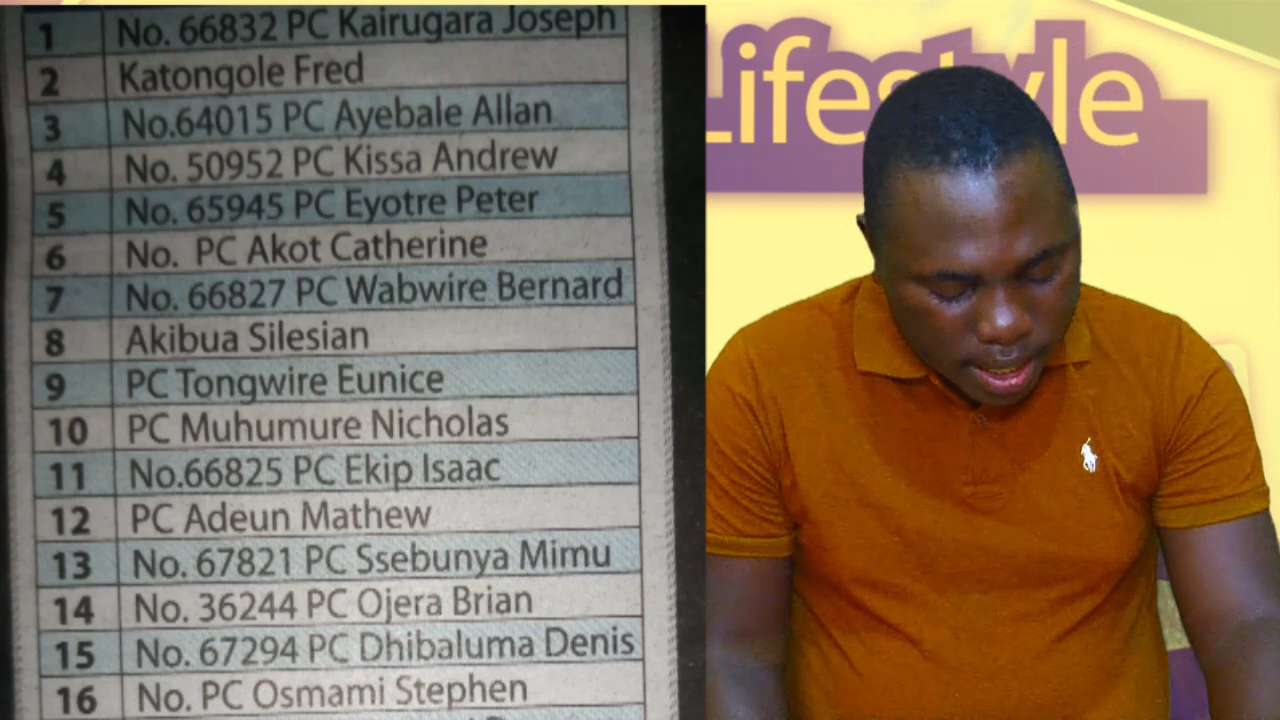 1 No. 66832 PC Kairugara Joseph
2 Katongole Fred
3 No.64015 PC Ayebale Allan
4 No. 50952 PC Kissa Andrew
5 No. 65945 PC Eyotre Peter
6 No. PC Akot Catherine
7 No. 66827 PC Wabwire Bernard
8 Akibua Silesian
9 PC Tongwire Eunice
10 PC Muhumure Nicholas
11 No.66825 PC Ekip Isaac
12 PC Adeun Mathew
13 No. 67821 PC Ssebunya Mimu
14 No. 36244 PC Ojera Brian
15 No. 67294 PC Dhibaluma Denis
16 No. PC Osmami Stephen
Lifestyle